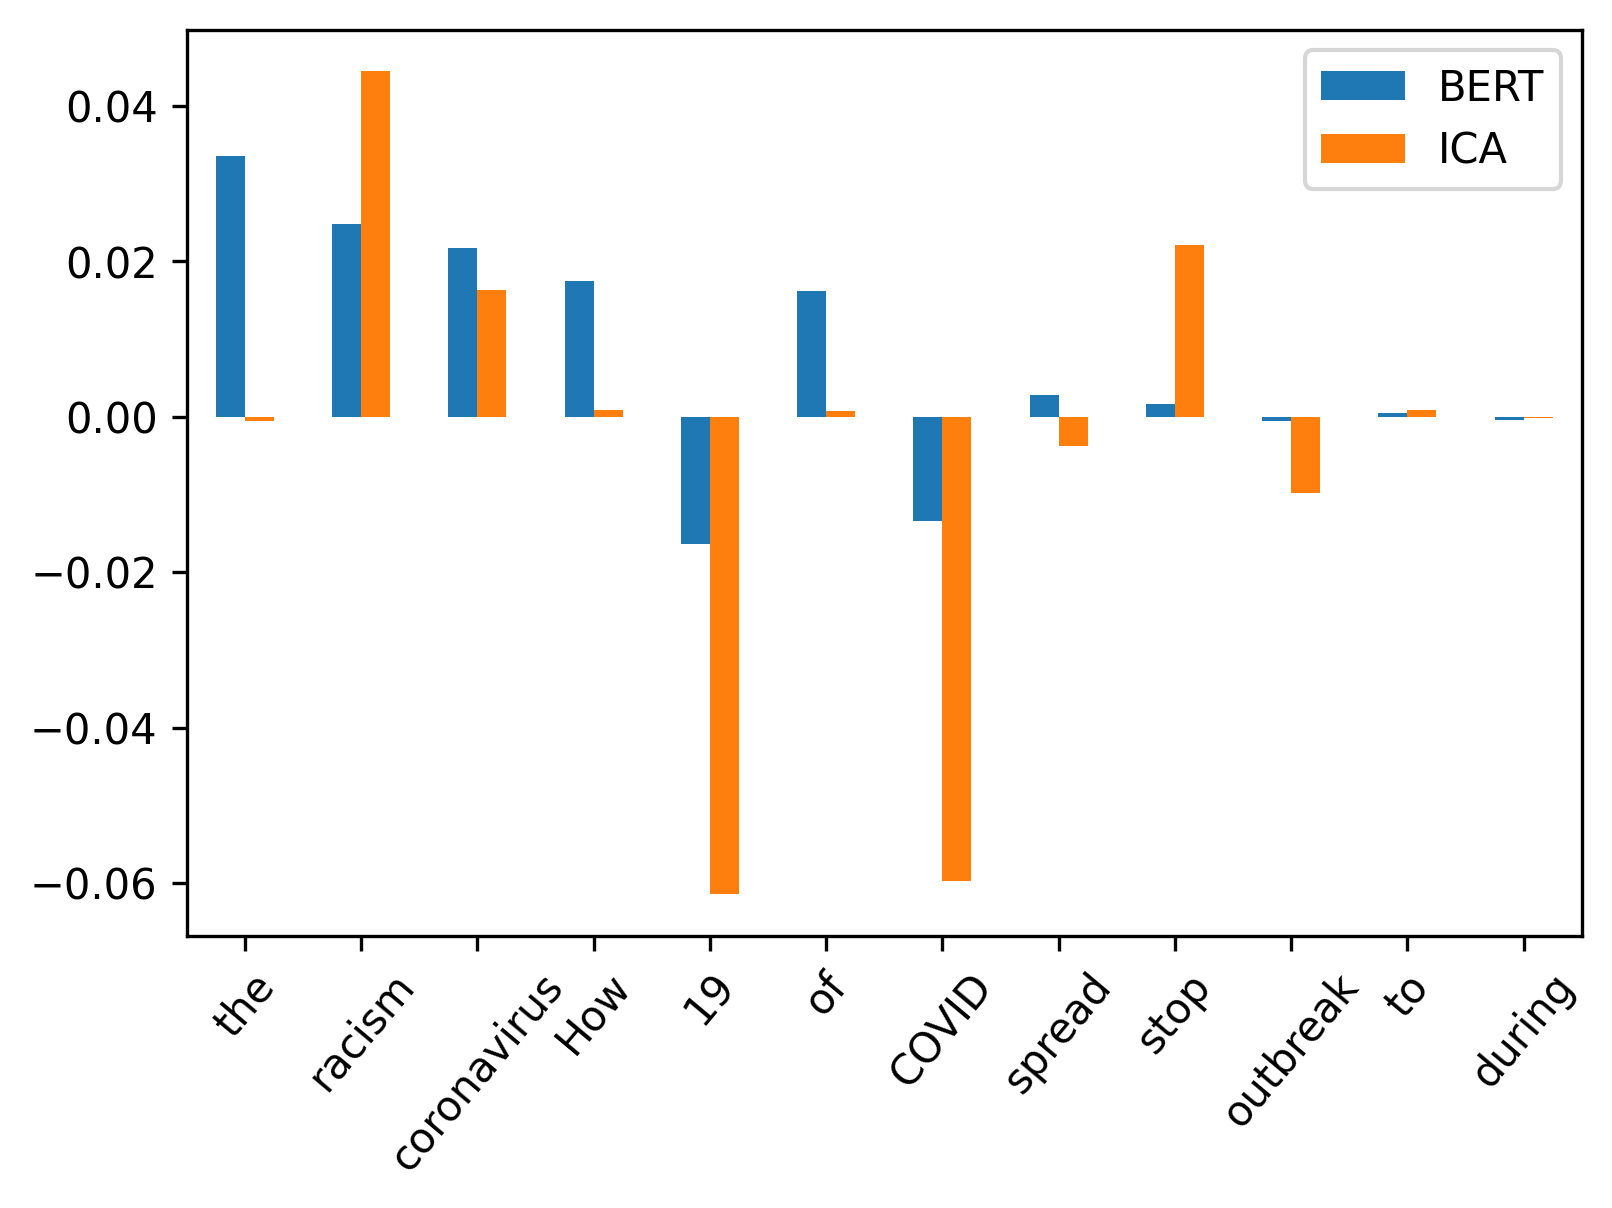 BERT
ICA
0.04
0.02
0.00
−0.02
−0.04
−0.06
the
racism
coronavirus
How
19
of
COVID
spread
stop
outbreak
to
during